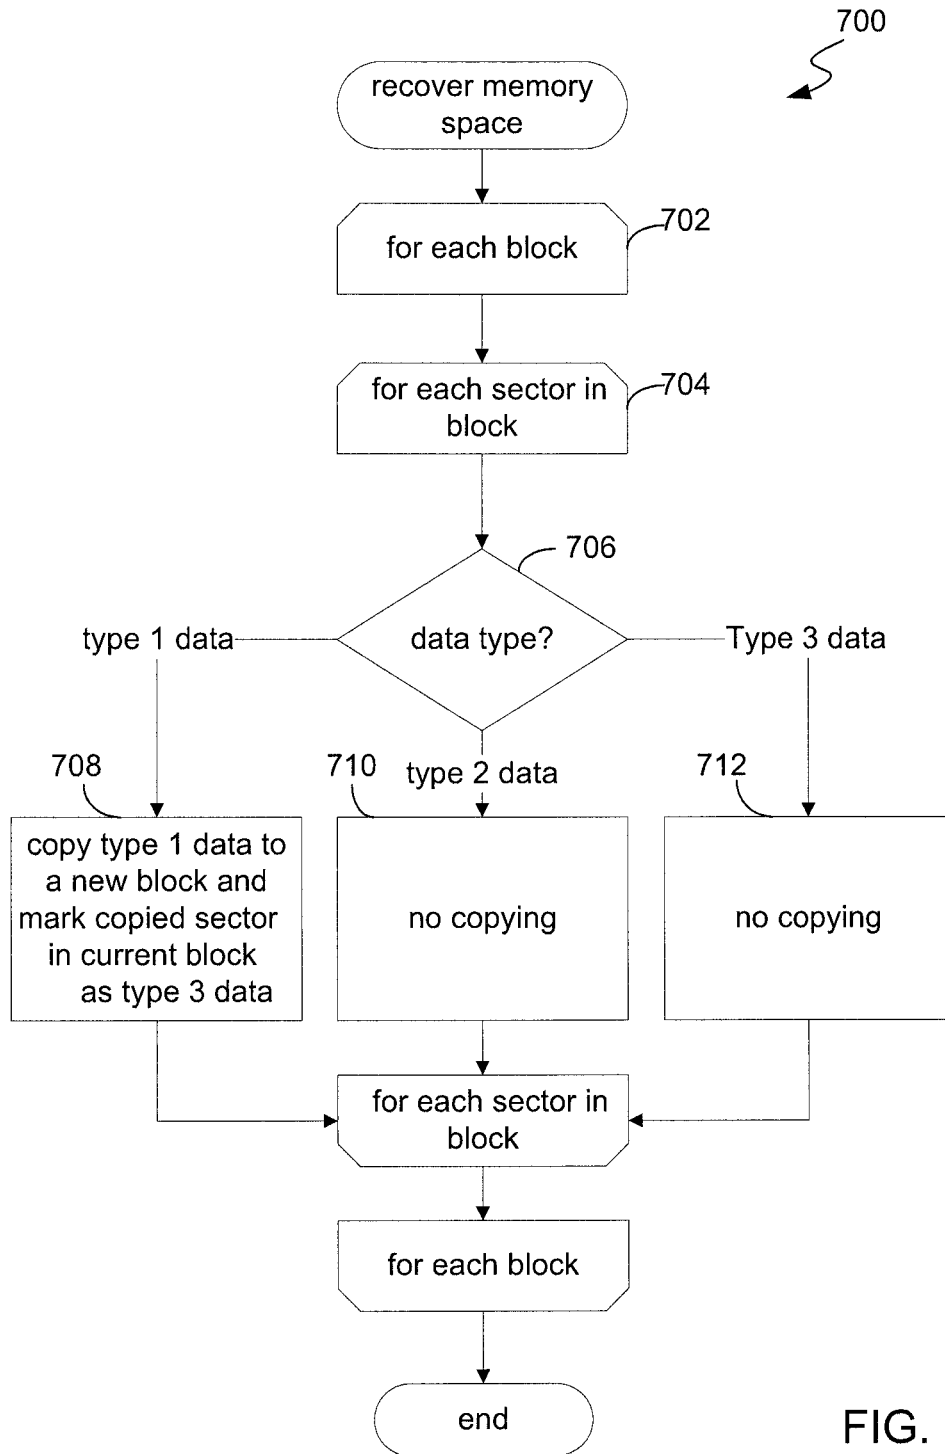 700
recover memory
space
for each block
702
for each sector in
block
704
706
data type?
type 1 data
Type 3 data
type 2 data
708
710
712
copy type 1 data to
a new block and
mark copied sector
in current block
as type 3 data
no copying
no copying
for each sector in
block
for each block
end
FIG.